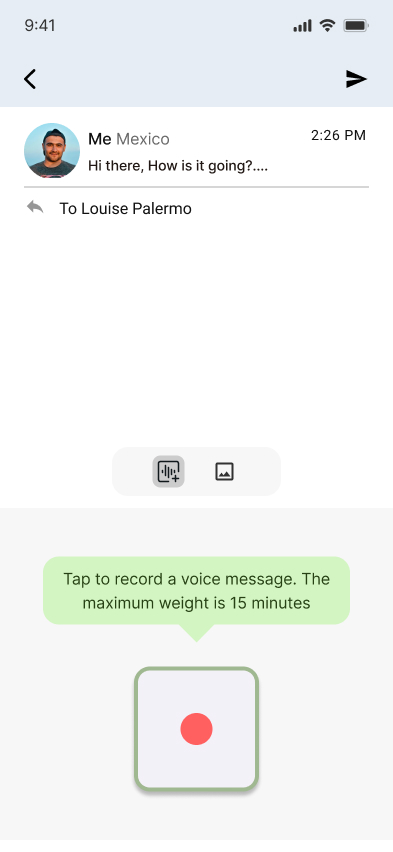 9:41
Me Mexico
2:26 PM
Hi there, How is it going?....
To Louise Palermo
Tap to record a voice message. The
maximum weight is 15 minutes